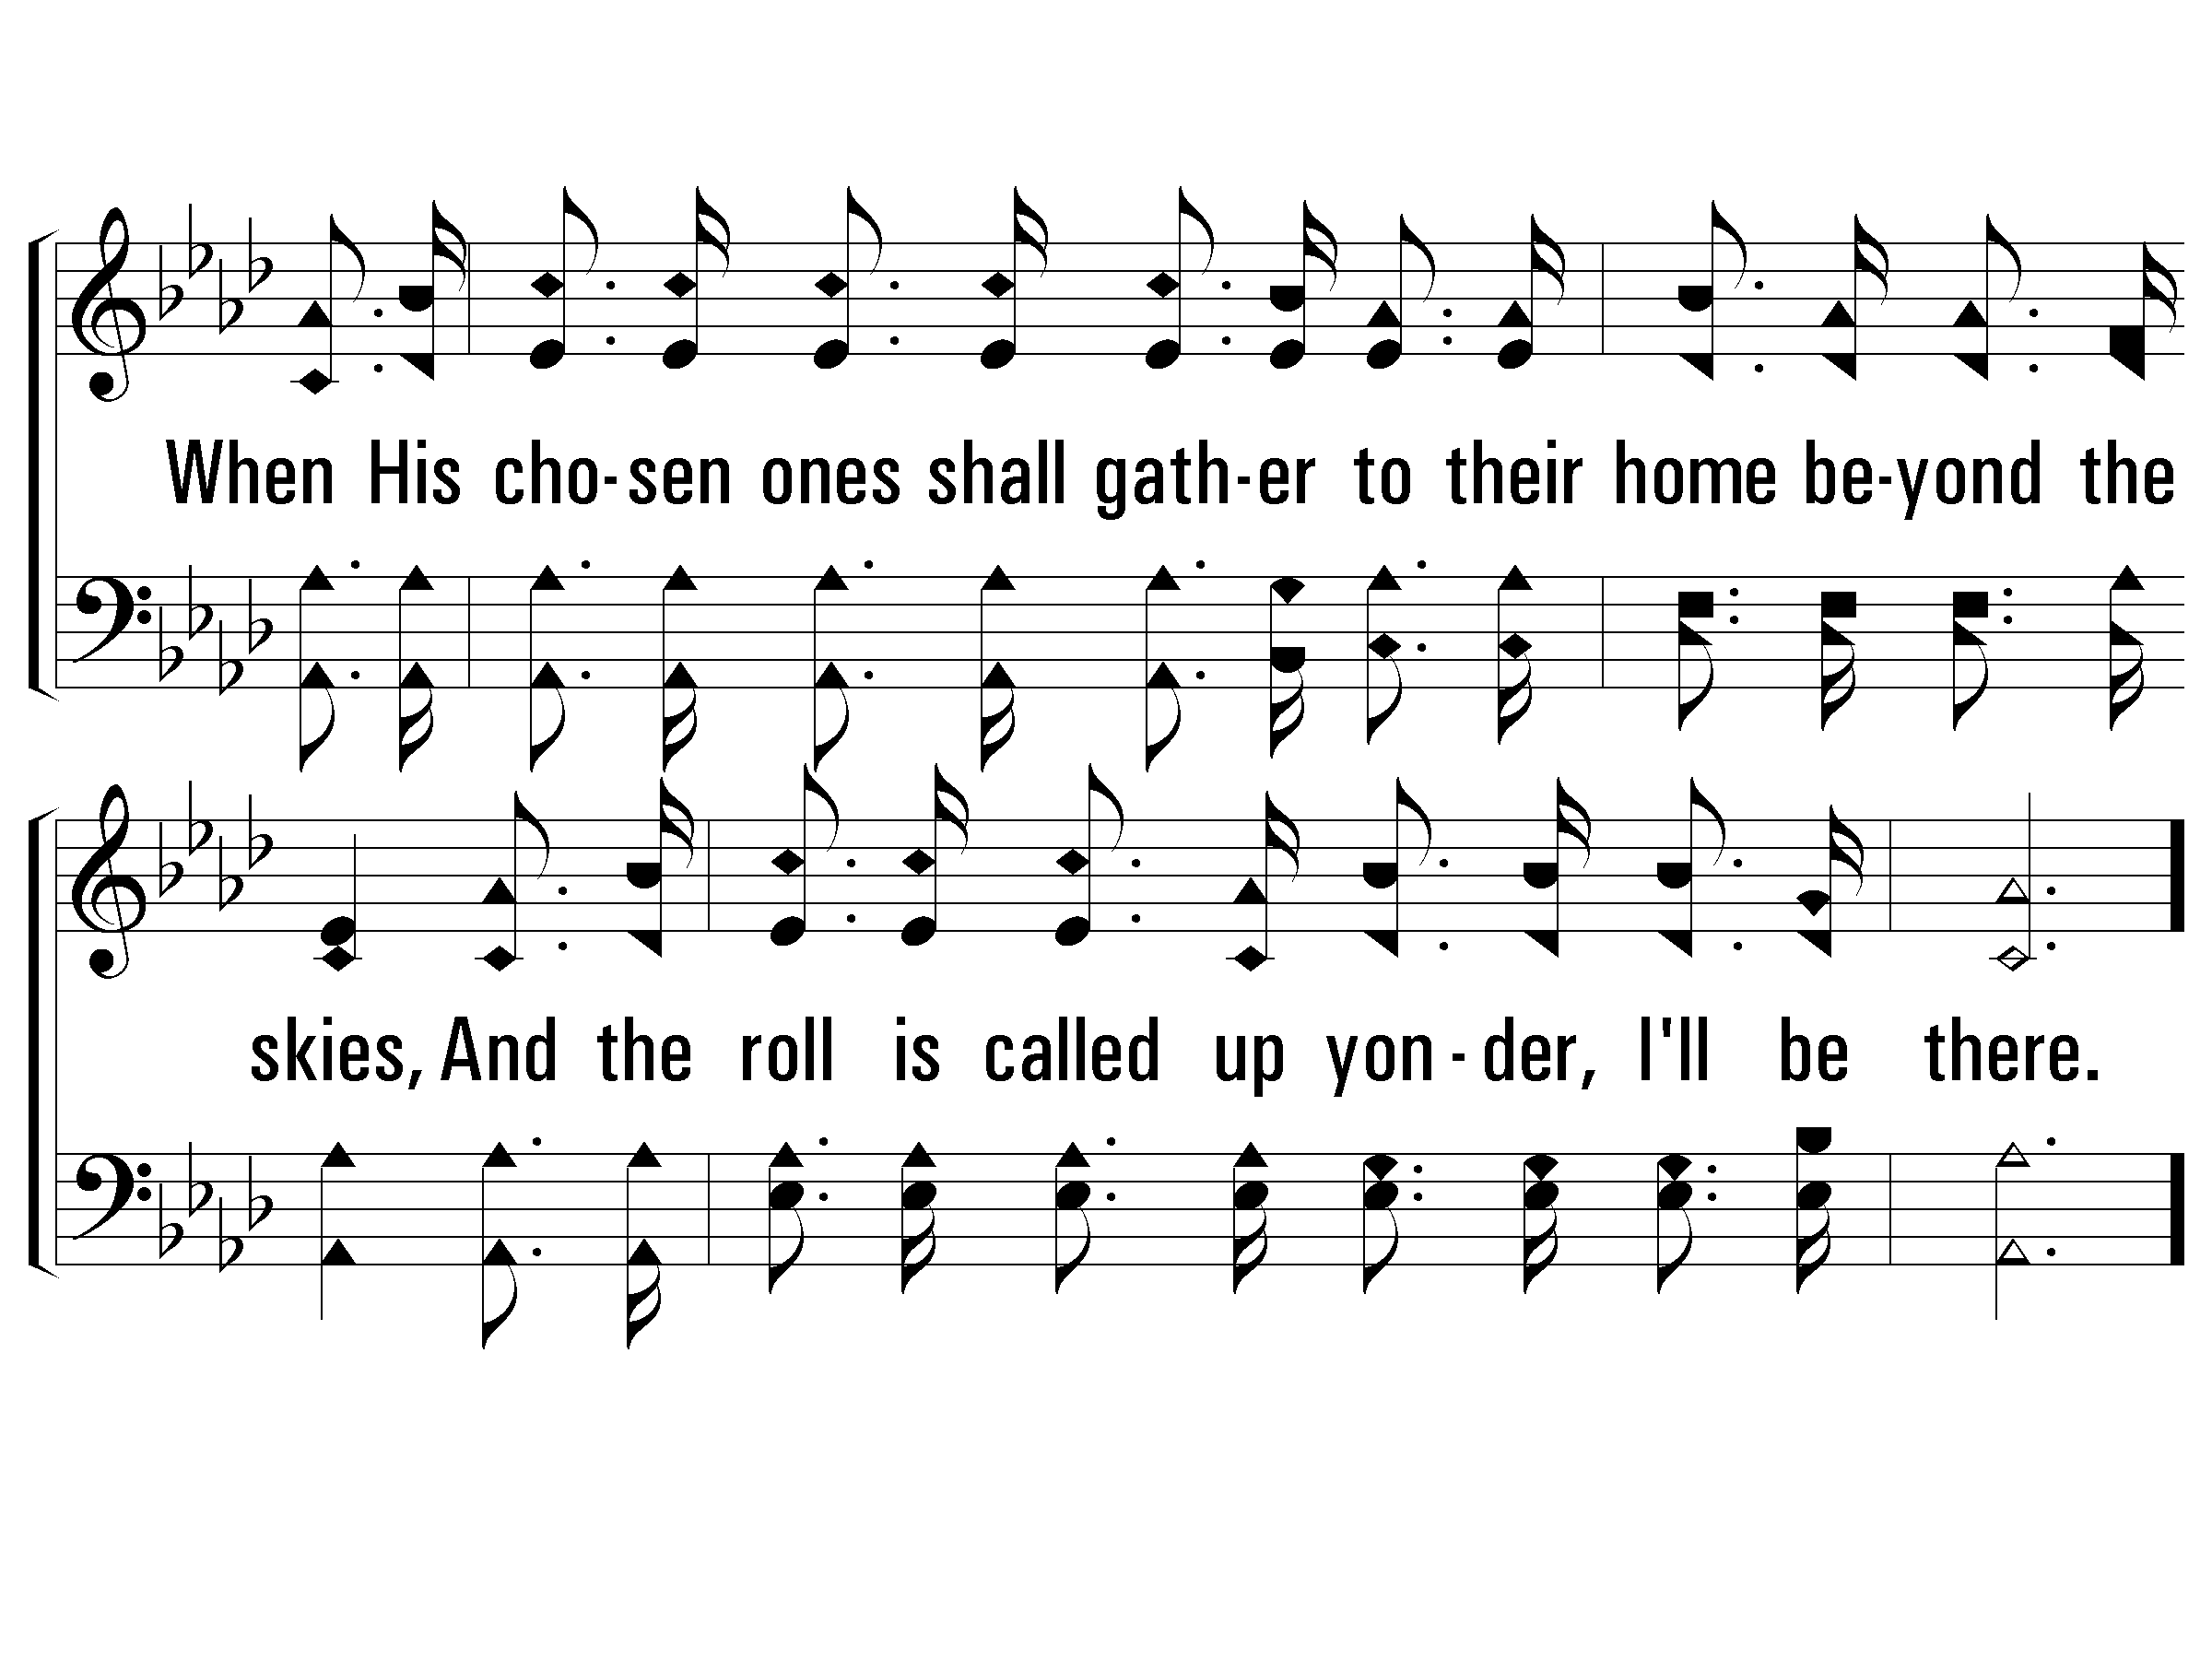 When His cho-sen ones shall gath-er to their home be-yond the
skies, And the roll is called up yon - der, I'll be there.